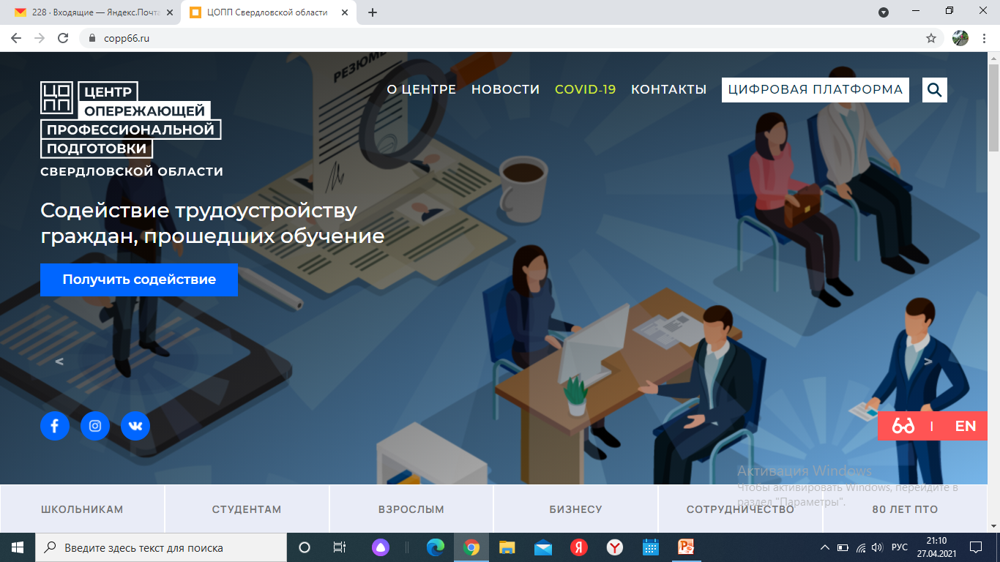 228 · Входящие — Яндекс.Почта
ЦОПП Свердловской области
copp66.ru
РЕЗЮМЕ
ЦОПП
ЦЕНТР
ОПЕРЕЖАЮЩЕЙ
ПРОФЕССИОНАЛЬНОЙ
ПОДГОТОВКИ
СВЕРДЛОВСКОЙ ОБЛАСТИ
О ЦЕНТРЕ НОВОСТИ COVID-19 КОНТАКТЫ ЦИФРОВАЯ ПЛАТФОРМА
Содействие трудоустройству
граждан, прошедших обучение
Получить содействие
< >
EN
Активация Windows
Чтобы активировать Windows, перейдите в
раздел "Параметры".
ШКОЛЬНИКАМ СТУДЕНТАМ ВЗРОСЛЫМ БИЗНЕСУ СОТРУДНИЧЕСТВО 80 ЛЕТ ПТО
Введите здесь текст для поиска
РУС
21:10
27.04.2021